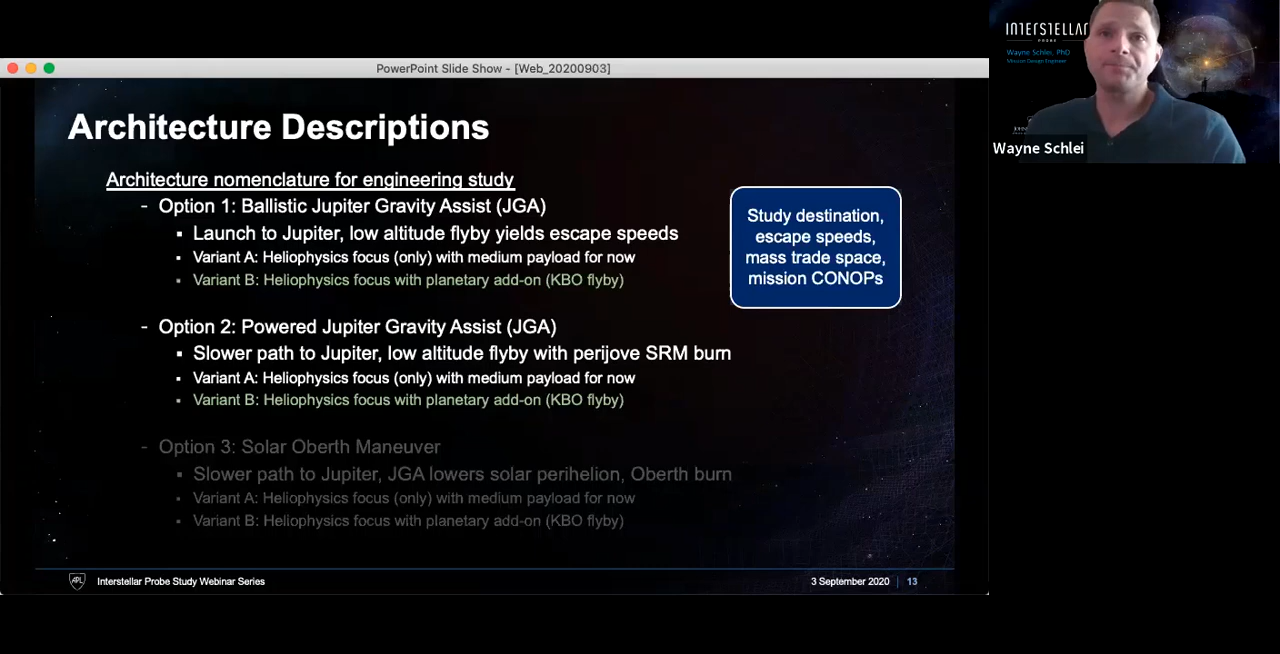 PowerPoint Slide Show - [Web_20200903]
Architecture Descriptions
Architecture nomenclature for engineering study
- Option 1: Ballistic Jupiter Gravity Assist (JGA)
▪ Launch to Jupiter, low altitude flyby yields escape speeds
▪ Variant A: Heliophysics focus (only) with medium payload for now
▪ Variant B: Heliophysics focus with planetary add-on (KBO flyby)
- Option 2: Powered Jupiter Gravity Assist (JGA)
▪ Slower path to Jupiter, low altitude flyby with perijove SRM burn
▪ Variant A: Heliophysics focus (only) with medium payload for now
▪ Variant B: Heliophysics focus with planetary add-on (KBO flyby)
- Option 3: Solar Oberth Maneuver
▪ Slower path to Jupiter, JGA lowers solar perihelion, Oberth burn
▪ Variant A: Heliophysics focus (only) with medium payload for now
▪ Variant B: Heliophysics focus with planetary add-on (KBO flyby)
Study destination,
escape speeds,
mass trade space,
mission CONOPs
APL Interstellar Probe Study Webinar Series
3 September 2020 | 13
INTERSTELLAR
PROBE
Wayne Schlei, PhD
Mission Design Engineer
Wayne Schlei